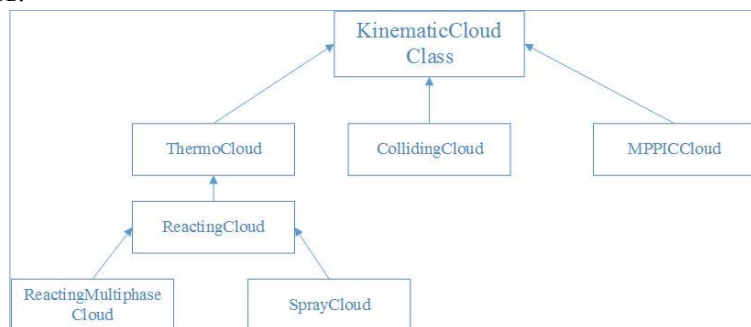 KinematicCloud
Class
ThermoCloud
CollidingCloud
MPPICCloud
ReactingCloud
ReactingMultiphase
Cloud
SprayCloud